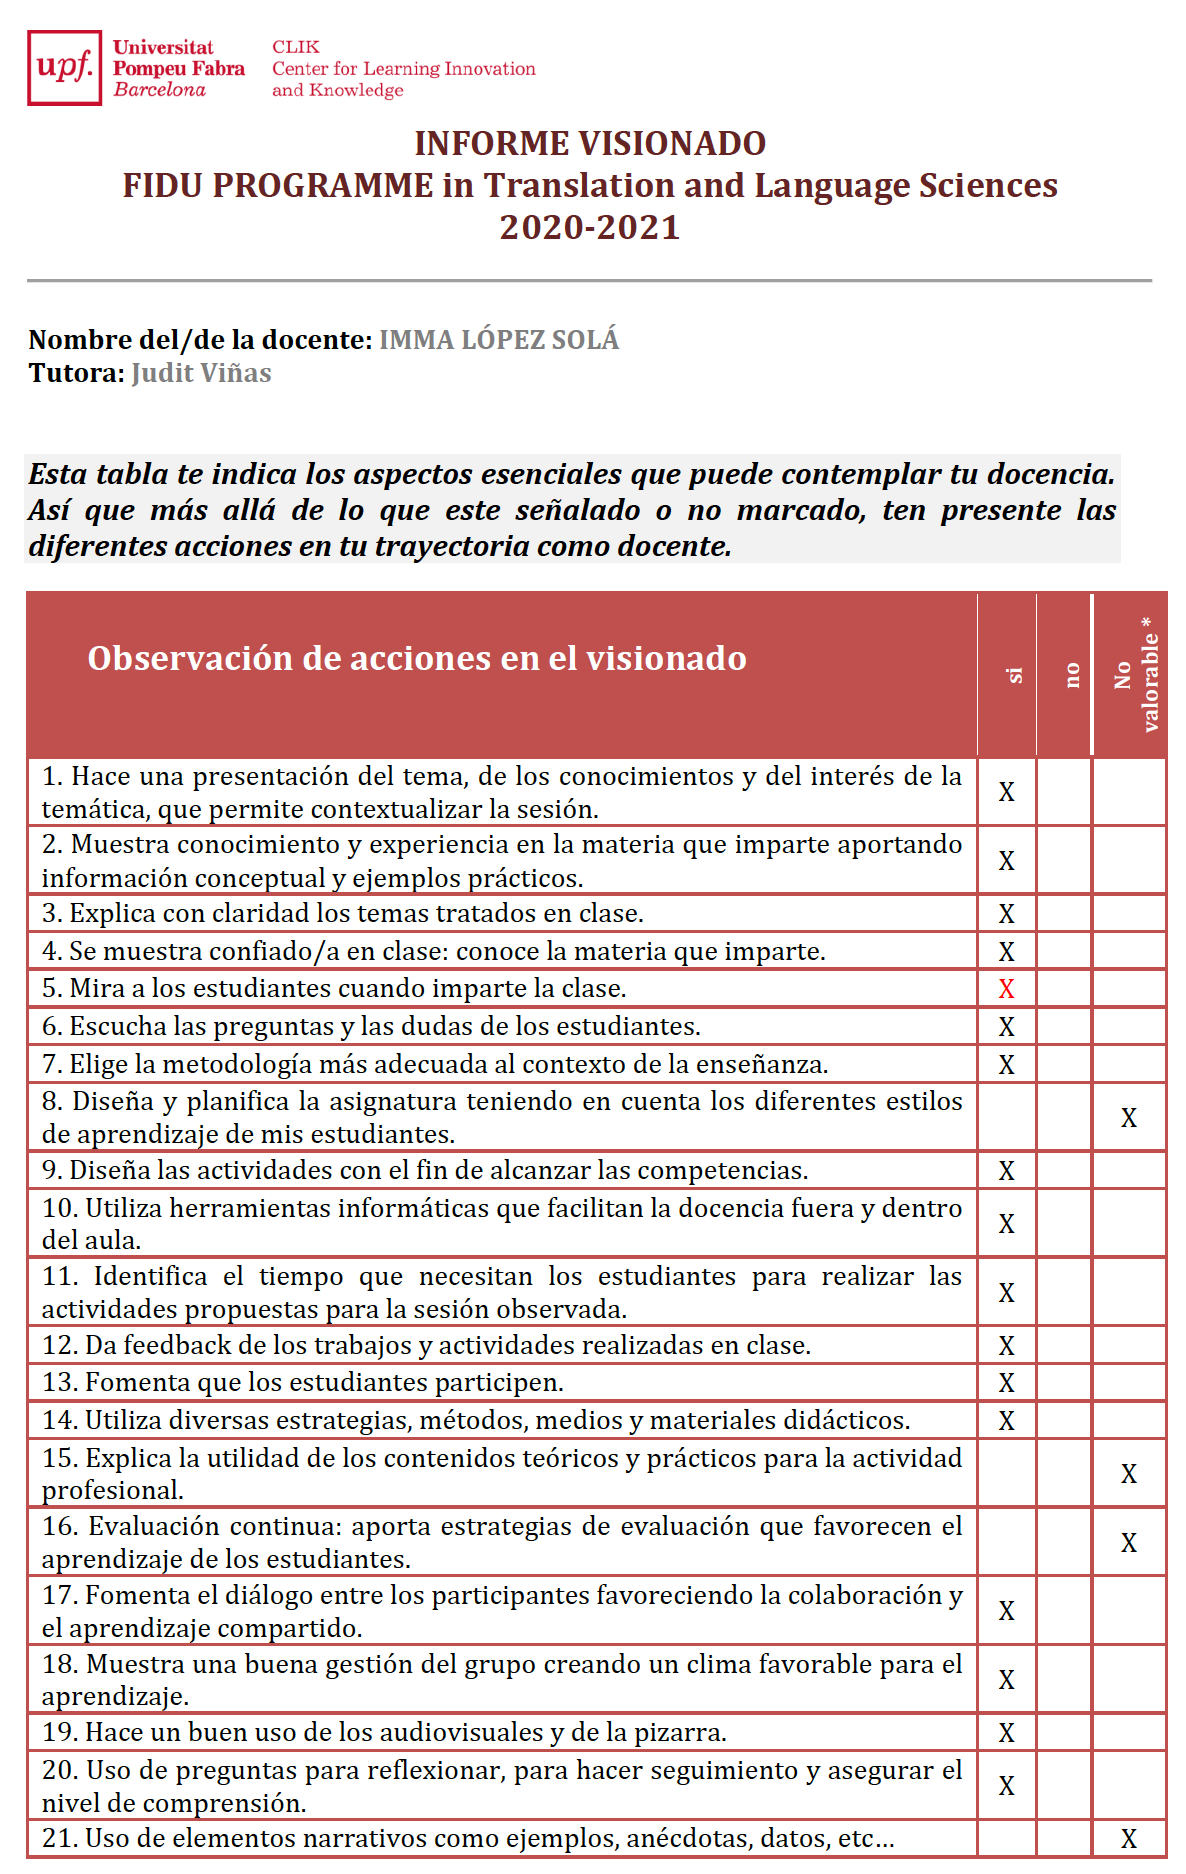 upf. Universitat Pompeu Fabra Barcelona
CLIK
Center for Learning Innovation
and Knowledge
INFORME VISIONADO
FIDU PROGRAMME in Translation and Language Sciences
2020-2021
Nombre del/de la docente: IMMA LÓPEZ SOLÁ
Tutora: Judit Viñas
Esta tabla te indica los aspectos esenciales que puede contemplar tu docencia.
Así que más allá de lo que este señalado o no marcado, ten presente las
diferentes acciones en tu trayectoria como docente.
Observación de acciones en el visionado
si
no
No
valorable *
1. Hace una presentación del tema, de los conocimientos y del interés de la
temática, que permite contextualizar la sesión.
X
2. Muestra conocimiento y experiencia en la materia que imparte aportando
información conceptual y ejemplos prácticos.
X
3. Explica con claridad los temas tratados en clase. X
4. Se muestra confiado/a en clase: conoce la materia que imparte. X
5. Mira a los estudiantes cuando imparte la clase. X
6. Escucha las preguntas y las dudas de los estudiantes. X
7. Elige la metodología más adecuada al contexto de la enseñanza. X
8. Diseña y planifica la asignatura teniendo en cuenta los diferentes estilos
de aprendizaje de mis estudiantes.
X
9. Diseña las actividades con el fin de alcanzar las competencias. X
10. Utiliza herramientas informáticas que facilitan la docencia fuera y dentro
del aula.
X
11. Identifica el tiempo que necesitan los estudiantes para realizar las
actividades propuestas para la sesión observada.
X
12. Da feedback de los trabajos y actividades realizadas en clase. X
13. Fomenta que los estudiantes participen. X
14. Utiliza diversas estrategias, métodos, medios y materiales didácticos. X
15. Explica la utilidad de los contenidos teóricos y prácticos para la actividad
profesional.
X
16. Evaluación continua: aporta estrategias de evaluación que favorecen el
aprendizaje de los estudiantes.
X
17. Fomenta el diálogo entre los participantes favoreciendo la colaboración y
el aprendizaje compartido.
X
18. Muestra una buena gestión del grupo creando un clima favorable para el
aprendizaje.
X
19. Hace un buen uso de los audiovisuales y de la pizarra. X
20. Uso de preguntas para reflexionar, para hacer seguimiento y asegurar el
nivel de comprensión.
X
21. Uso de elementos narrativos como ejemplos, anécdotas, datos, etc... X